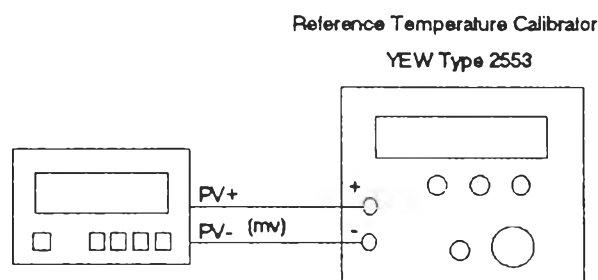 Reference Temperature Calibrator
YEW Type 2553
PV+
+
PV- (mv)
-